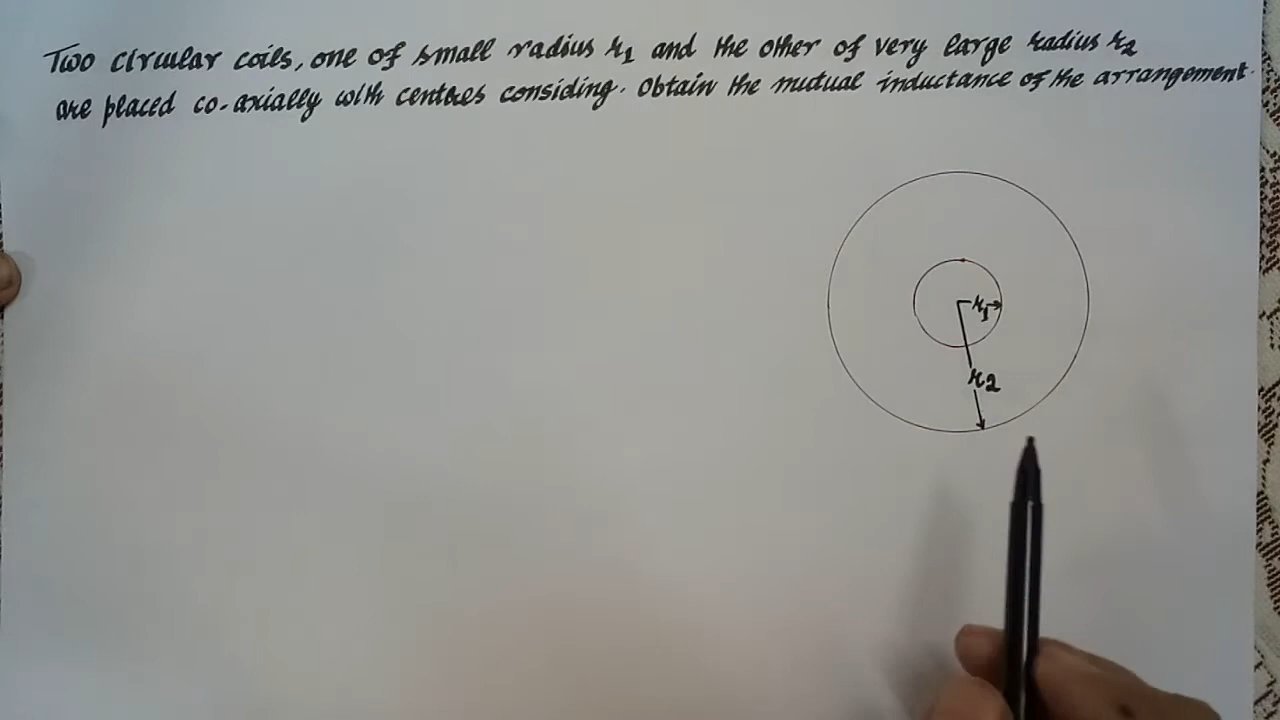 Two circular coils, one of small radius r1 and the other of very large radius r2
are placed co-axially with centres considing. Obtain the mutual inductance of the arrangement.
r1
r2